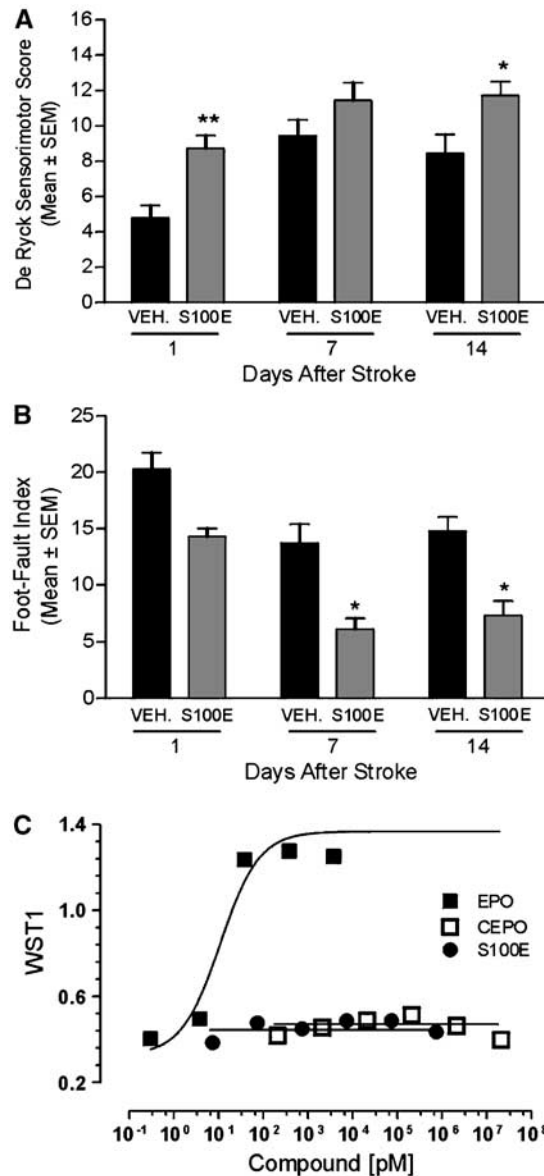 A
De Ryck Sensorimotor Score
(Mean ± SEM)
16
14
12
10
8
6
4
2
0
**
*
VEH. S100E VEH. S100E VEH. S100E
1 7 14
Days After Stroke
B
Foot-Fault Index
(Mean ± SEM)
25
20
15
10
5
0
*
*
VEH. S100E VEH. S100E VEH. S100E
1 7 14
Days After Stroke
C
WST1
1.4
1.0
0.6
0.2
EPO
CEPO
S100E
10-1 100 101 102 103 104 105 106 107 108
Compound [pM]